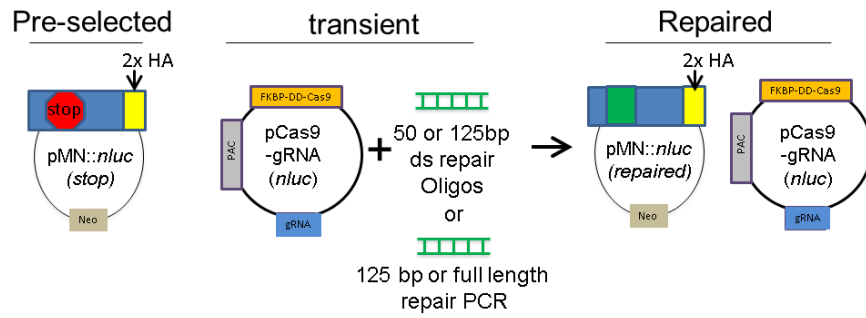 Pre-selected
transient
Repaired
2x HA
stop
pMN::nluc
(stop)
Neo
FKBP-DD-Cas9
PAC
pCas9
-gRNA
(nluc)
gRNA
+
50 or 125bp
ds repair
Oligos
or
125 bp or full length
repair PCR
2x HA
pMN::nluc
(repaired)
Neo
FKBP-DD-Cas9
PAC
pCas9
-gRNA
(nluc)
gRNA